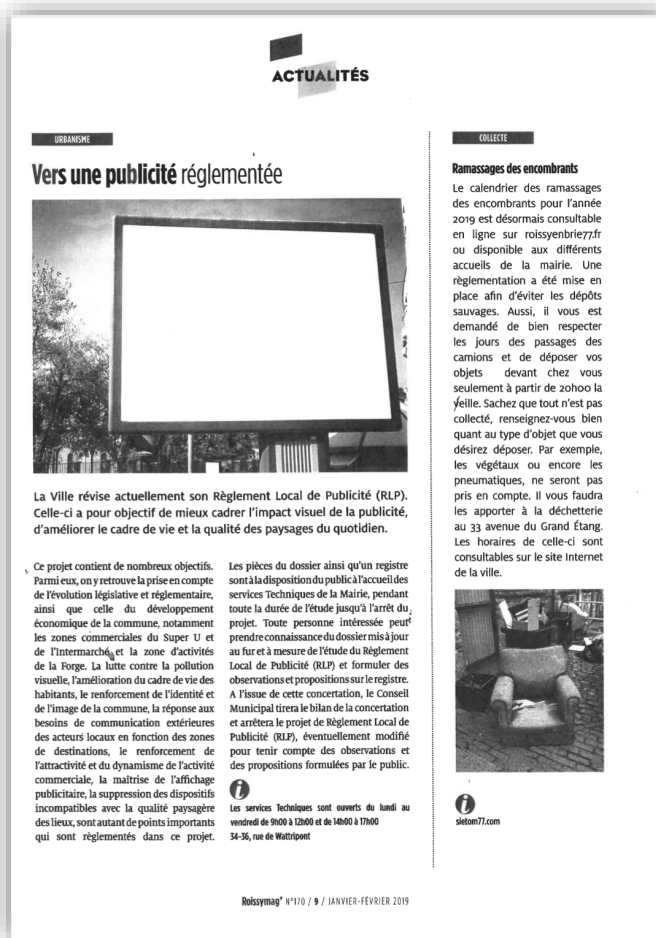 ACTUALITÉS
URBANISME
Vers une publicité réglementée
La Ville révise actuellement son Règlement Local de Publicité (RLP).
Celle-ci a pour objectif de mieux cadrer l'impact visuel de la publicité,
d'améliorer le cadre de vie et la qualité des paysages du quotidien.
Ce projet contient de nombreux objectifs.
Parmi eux, on y retrouve la prise en compte
de l'évolution législative et réglementaire,
ainsi que celle du développement
économique de la commune, notamment
les zones commerciales du Super U et
de l'Intermarché et la zone d'activités
de la Forge. La lutte contre la pollution
visuelle, l'amélioration du cadre de vie des
habitants, le renforcement de l'identité et
de l'image de la commune, la réponse aux
besoins de communication extérieures
des acteurs locaux en fonction des zones
de destinations, le renforcement de
l'attractivité et du dynamisme de l'activité
commerciale, la maîtrise de l'affichage
publicitaire, la suppression des dispositifs
incompatibles avec la qualité paysagère
des lieux, sont autant de points importants
qui sont règlementés dans ce projet.
Les pièces du dossier ainsi qu'un registre
sont à la disposition du public à l'accueil des
services Techniques de la Mairie, pendant
toute la durée de l'étude jusqu'à l'arrêt du
projet. Toute personne intéressée peut
prendre connaissance du dossier mis à jour
au fur et à mesure de l'étude du Règlement
Local de Publicité (RLP) et formuler des
observations et propositions sur le registre.
A l'issue de cette concertation, le Conseil
Municipal tirera le bilan de la concertation
et arrêtera le projet de Règlement Local de
Publicité (RLP), éventuellement modifié
pour tenir compte des observations et
des propositions formulées par le public.
i
Les services Techniques sont ouverts du lundi au
vendredi de 9h00 à 12h00 et de 14h00 à 17h00
34-36, rue de Wattripont
COLLECTE
Ramassages des encombrants
Le calendrier des ramassages
des encombrants pour l'année
2019 est désormais consultable
en ligne sur roissyenbrie77.fr
ou disponible aux différents
accueils de la mairie. Une
règlementation a été mise en
place afin d'éviter les dépôts
sauvages. Aussi, il vous est
demandé de bien respecter
les jours des passages des
camions et de déposer vos
objets devant chez vous
seulement à partir de 20h00 la
veille. Sachez que tout n'est pas
collecté, renseignez-vous bien
quant au type d'objet que vous
désirez déposer. Par exemple,
les végétaux ou encore les
pneumatiques, ne seront pas
pris en compte. Il vous faudra
les apporter à la déchetterie
au 33 avenue du Grand Étang.
Les horaires de celle-ci sont
consultables sur le site Internet
de la ville.
i
sietom77.com
Roissymag' N°170 / 9 / JANVIER-FÉVRIER 2019